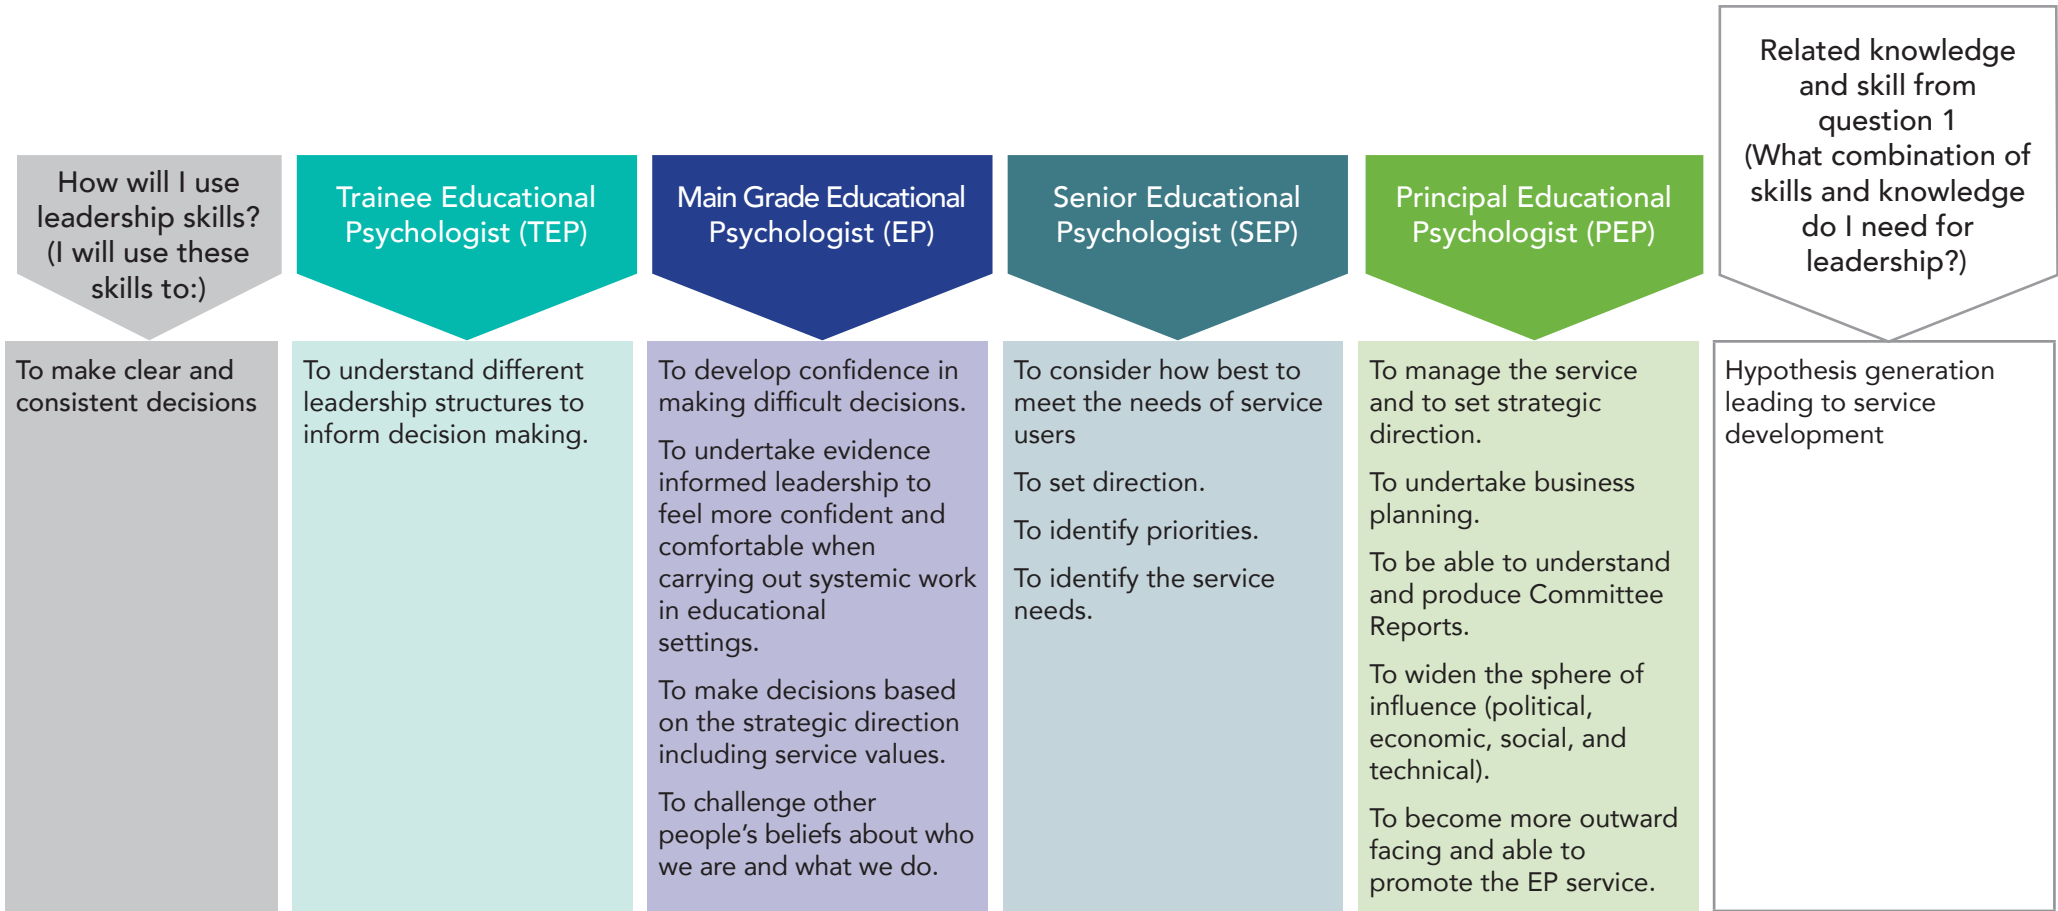 How will I use
leadership skills?
(I will use these
skills to:)
Trainee Educational
Psychologist (TEP)
Main Grade Educational
Psychologist (EP)
Senior Educational
Psychologist (SEP)
Principal Educational
Psychologist (PEP)
Related knowledge
and skill from
question 1
(What combination of
skills and knowledge
do I need for
leadership?)
To make clear and
consistent decisions
To understand different
leadership structures to
inform decision making.
To develop confidence in
making difficult decisions.
To undertake evidence
informed leadership to
feel more confident and
comfortable when
carrying out systemic work
in educational
settings.
To make decisions based
on the strategic direction
including service values.
To challenge other
people’s beliefs about who
we are and what we do.
To consider how best to
meet the needs of service
users
To set direction.
To identify priorities.
To identify the service
needs.
To manage the service
and to set strategic
direction.
To undertake business
planning.
To be able to understand
and produce Committee
Reports.
To widen the sphere of
influence (political,
economic, social, and
technical).
To become more outward
facing and able to
promote the EP service.
Hypothesis generation
leading to service
development